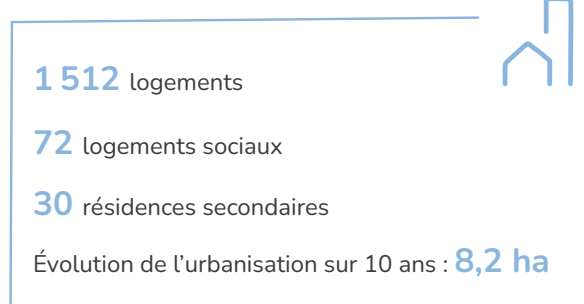 1 512 logements
72 logements sociaux
30 résidences secondaires
Évolution de l’urbanisation sur 10 ans : 8,2 ha